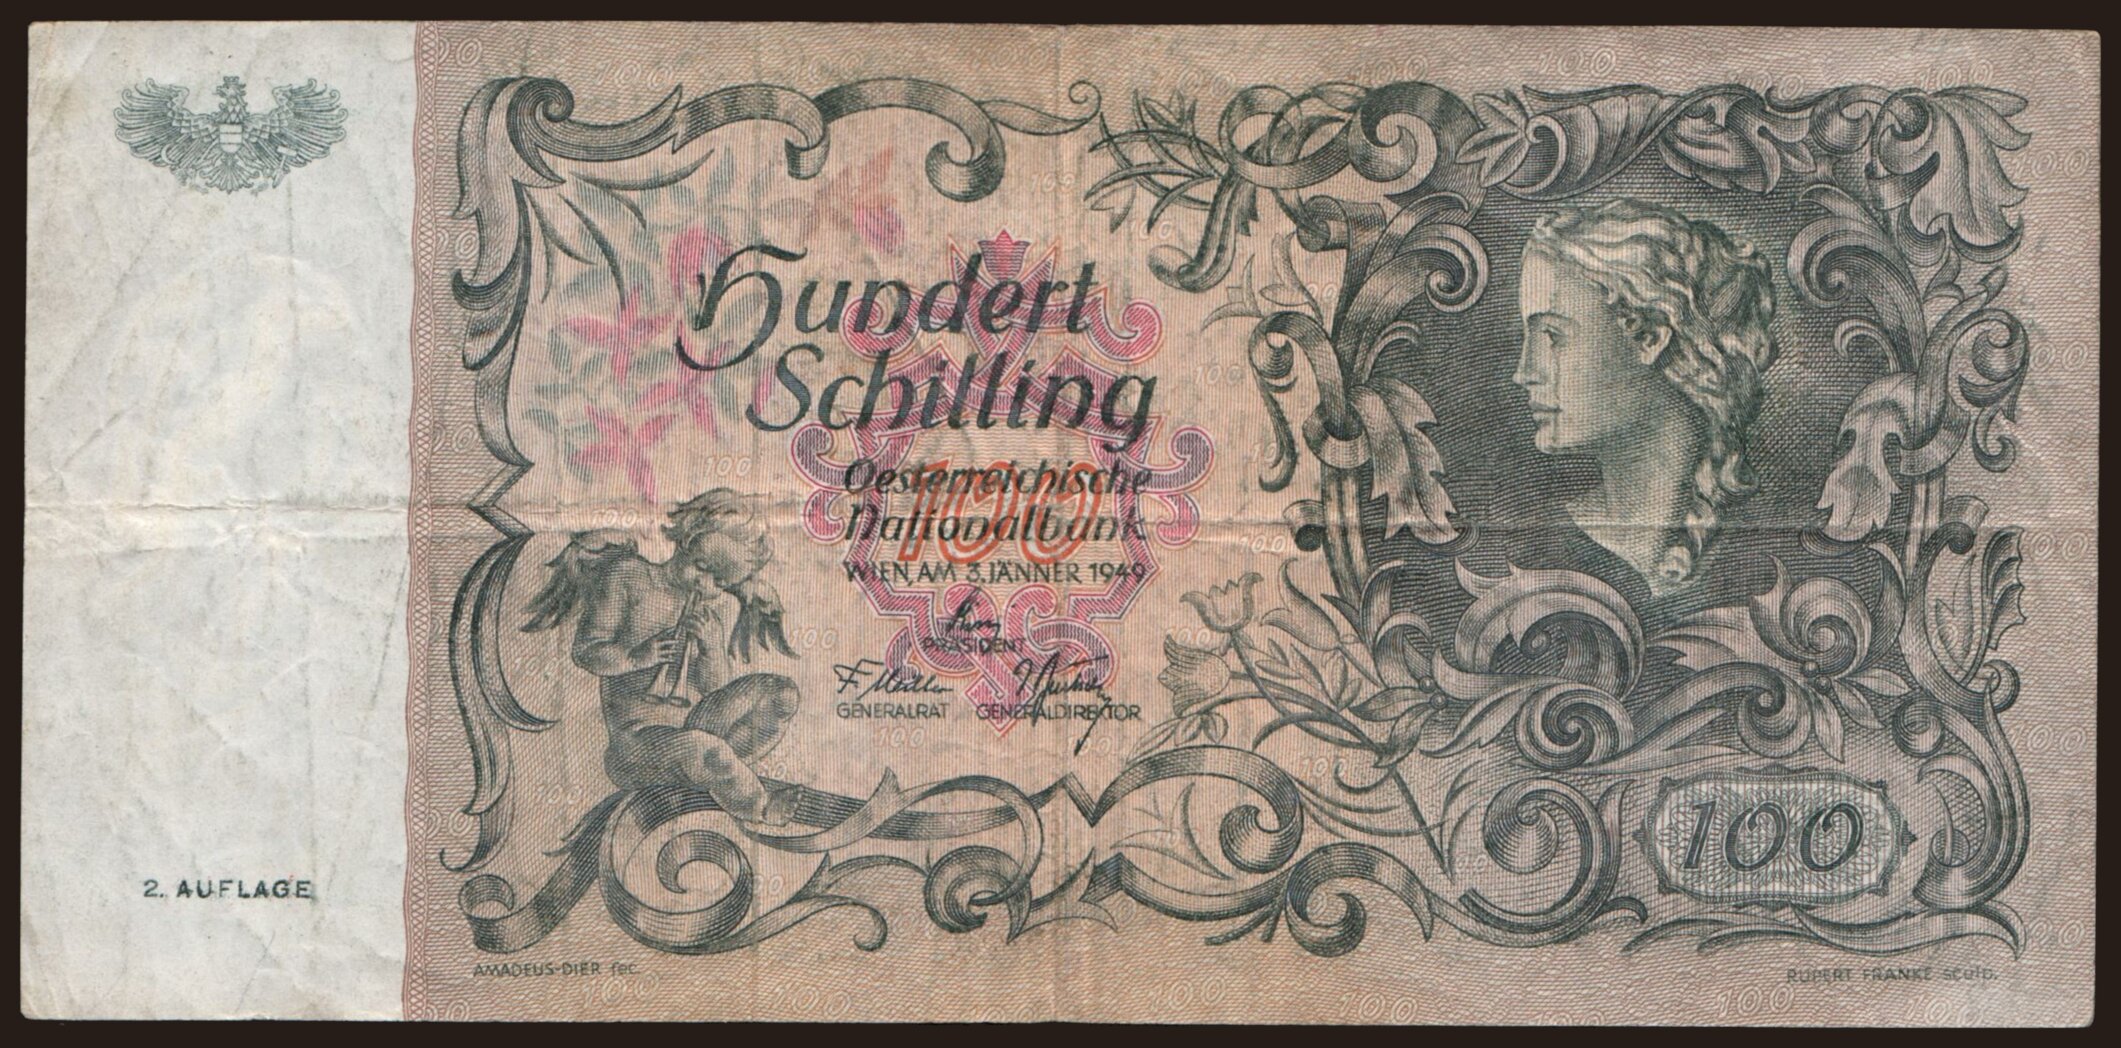 Hundert
Schilling
Oesterreichische
Nationalbank
WIEN, AM 3. JÄNNER 1949
100
PRÄSIDENT
GENERALRAT GENERALDIREKTOR
100
2. AUFLAGE
AMADEUS-DIER fec.
RUPERT FRANKE sculp.